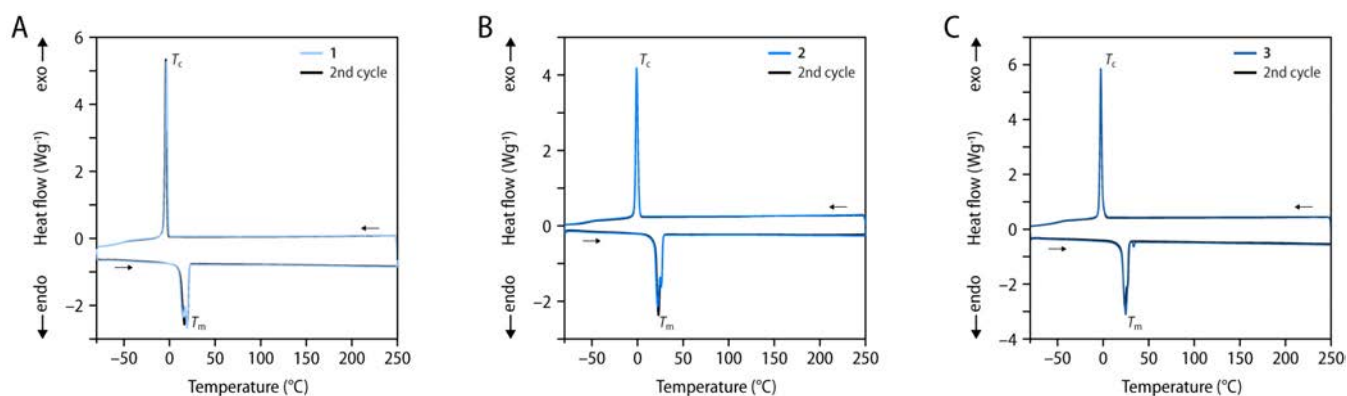 A
endo
exo
Heat flow (Wg⁻¹)
6
4
2
0
−2
1
2nd cycle
Tc
Tm
−50 0 50 100 150 200 250
Temperature (°C)
B
endo
exo
Heat flow (Wg⁻¹)
4
2
0
−2
2
2nd cycle
Tc
Tm
−50 0 50 100 150 200 250
Temperature (°C)
C
endo
exo
Heat flow (Wg⁻¹)
6
4
2
0
−2
−4
3
2nd cycle
Tc
Tm
−50 0 50 100 150 200 250
Temperature (°C)